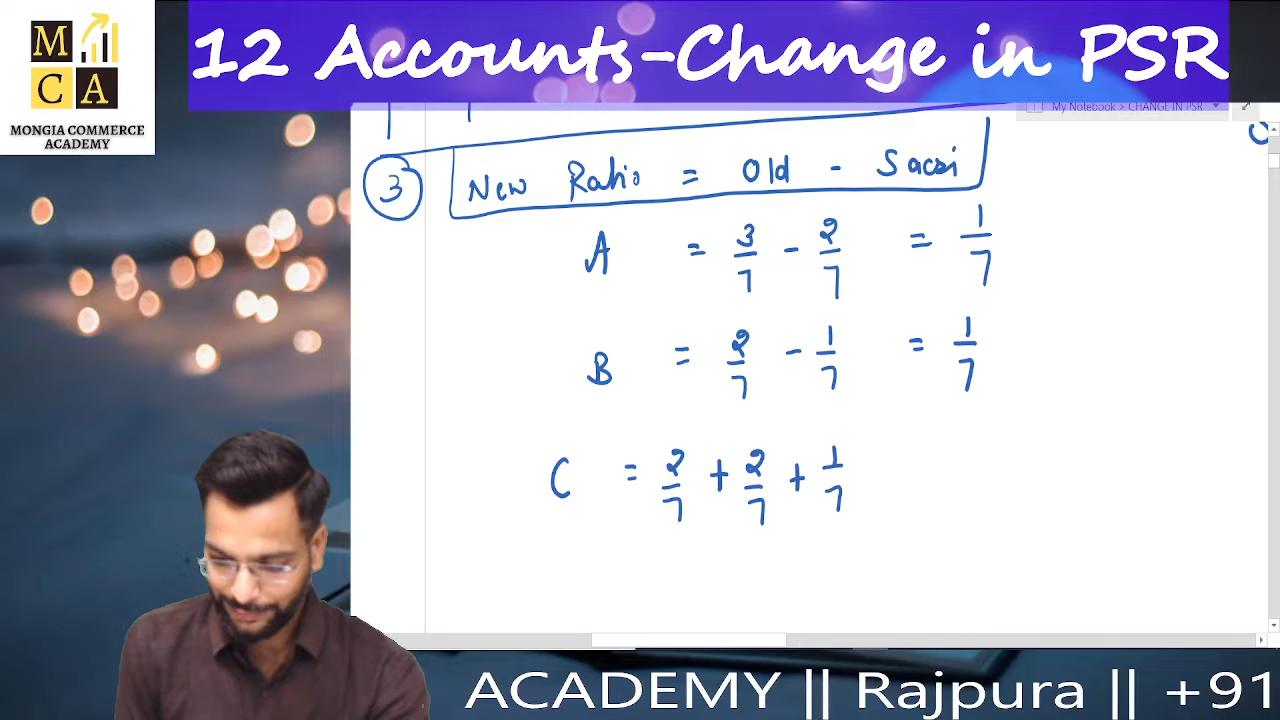 M
C A
MONGIA COMMERCE
ACADEMY
12 Accounts-Change in PSR
My Notebook > CHANGE IN PSR
3 New Ratio = Old - Sacri
A = 3/7 - 2/7 = 1/7
B = 2/7 - 1/7 = 1/7
C = 2/7 + 2/7 + 1/7
ACADEMY || Rajpura || +91